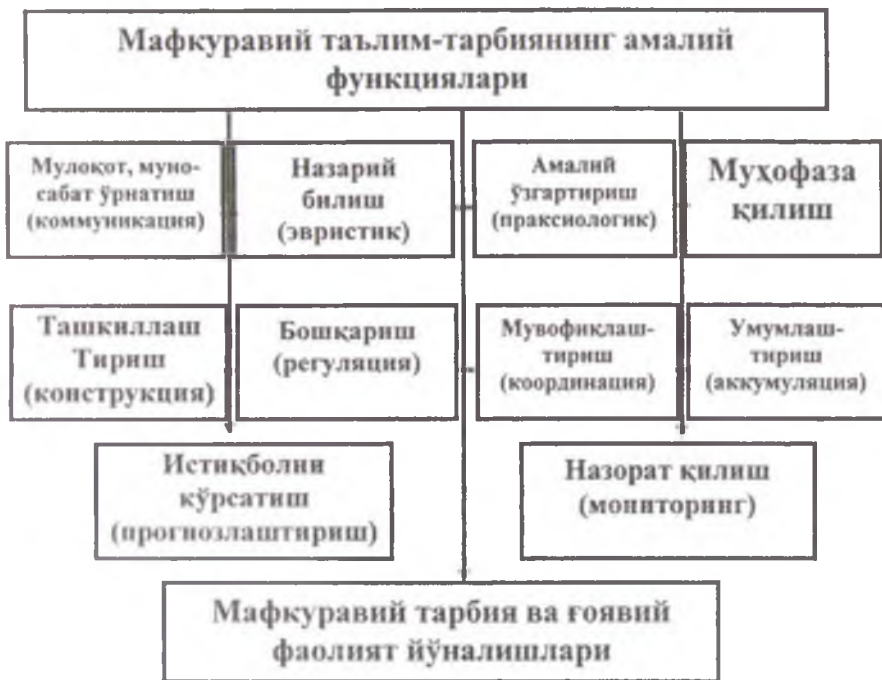 Мафкуравий таълим-тарбиянинг амалий
функциялари
Мулоқот, муно-
сабат ўрнатиш
(коммуникация)
Назарий
билиш
(эвристик)
Амалий
ўзгартириш
(праксиологик)
Муҳофаза
қилиш
Ташкиллаш
Тириш
(конструкция)
Бошқариш
(регуляция)
Мувофиқлаш-
тириш
(координация)
Умумлаш-
тириш
(аккумуляция)
Истиқболни
кўрсатиш
(прогнозлаштириш)
Назорат қилиш
(мониторинг)
Мафкуравий тарбия ва ғоявий
фаолият йўналишлари